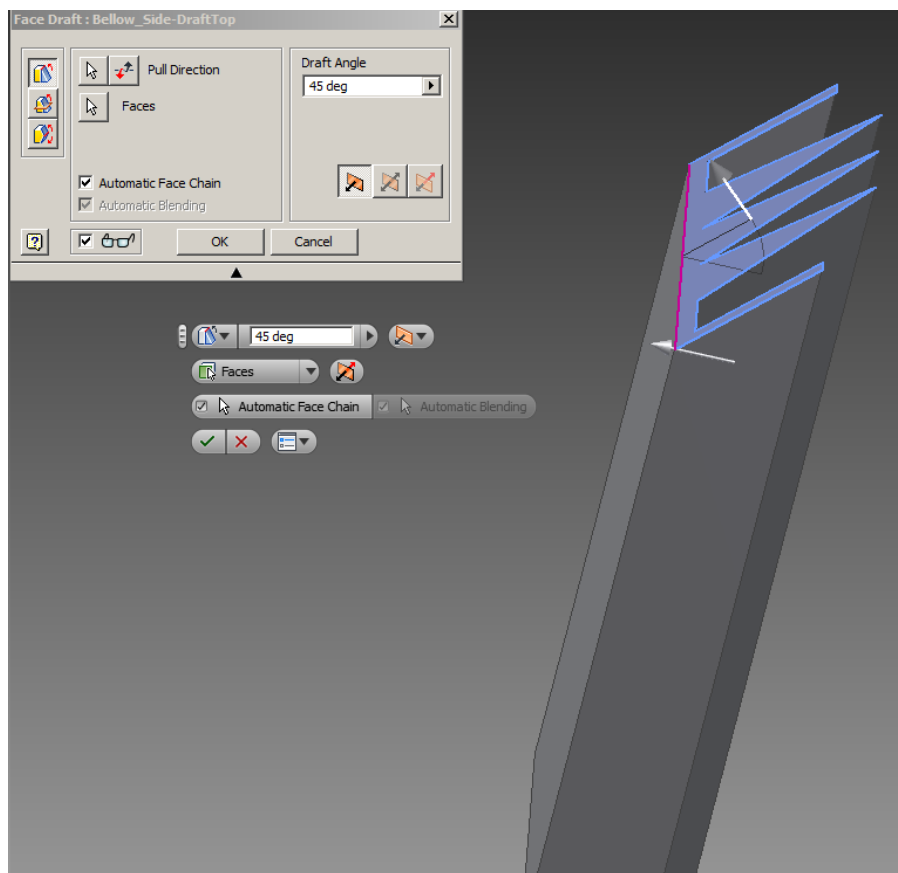 Face Draft : Bellow_Side-DraftTop
Pull Direction
Faces
Automatic Face Chain
Automatic Blending
Draft Angle
45 deg
OK
Cancel
45 deg
Faces
Automatic Face Chain
Automatic Blending